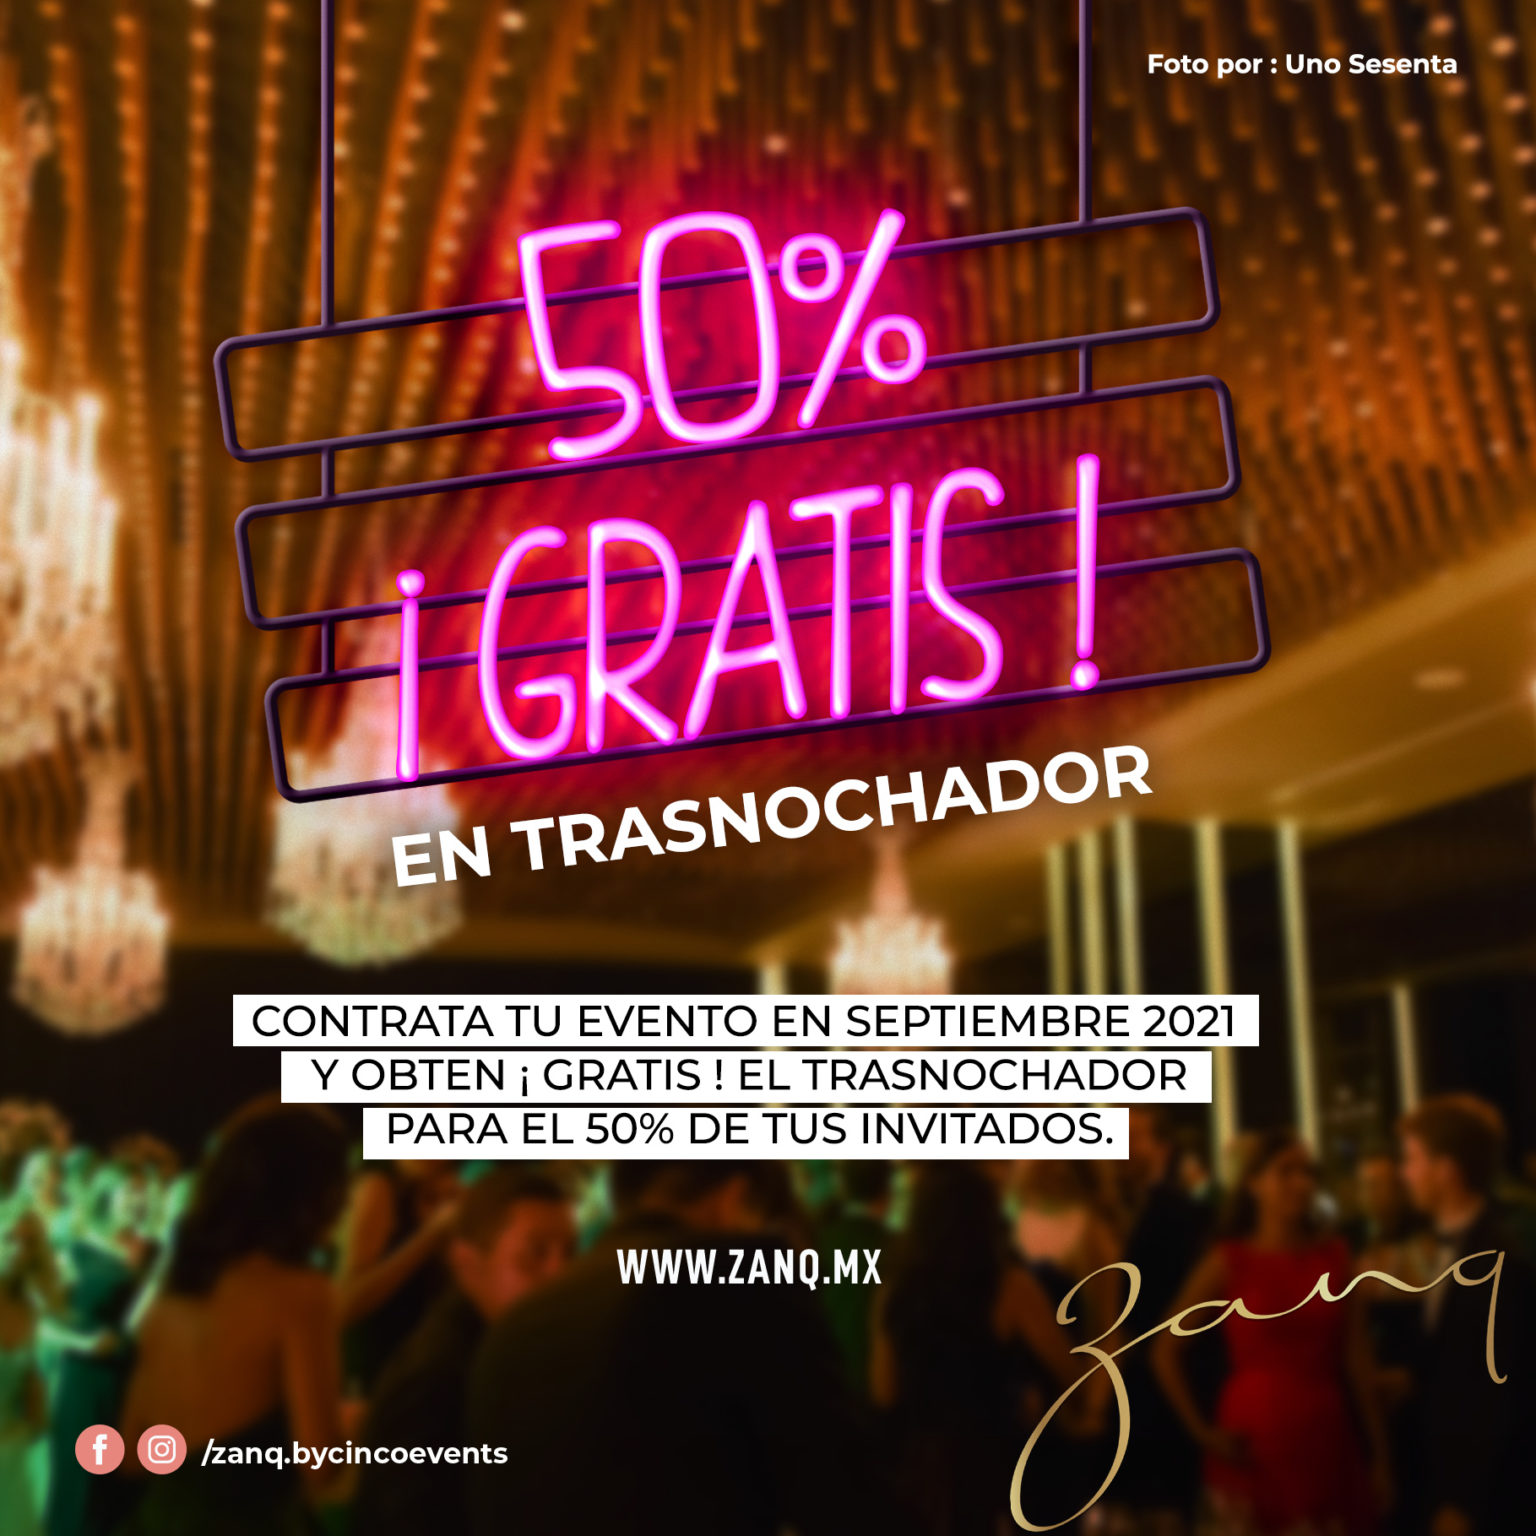 Foto por : Uno Sesenta
50%
¡GRATIS!
EN TRASNOCHADOR
CONTRATA TU EVENTO EN SEPTIEMBRE 2021
Y OBTEN ¡ GRATIS ! EL TRASNOCHADOR
PARA EL 50% DE TUS INVITADOS.
WWW.ZANQ.MX
zanq
/zanq.bycincoevents